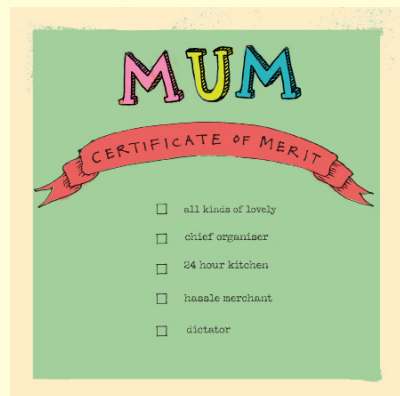 MUM
CERTIFICATE OF MERIT
all kinds of lovely
chief organiser
24 hour kitchen
hassle merchant
dictator